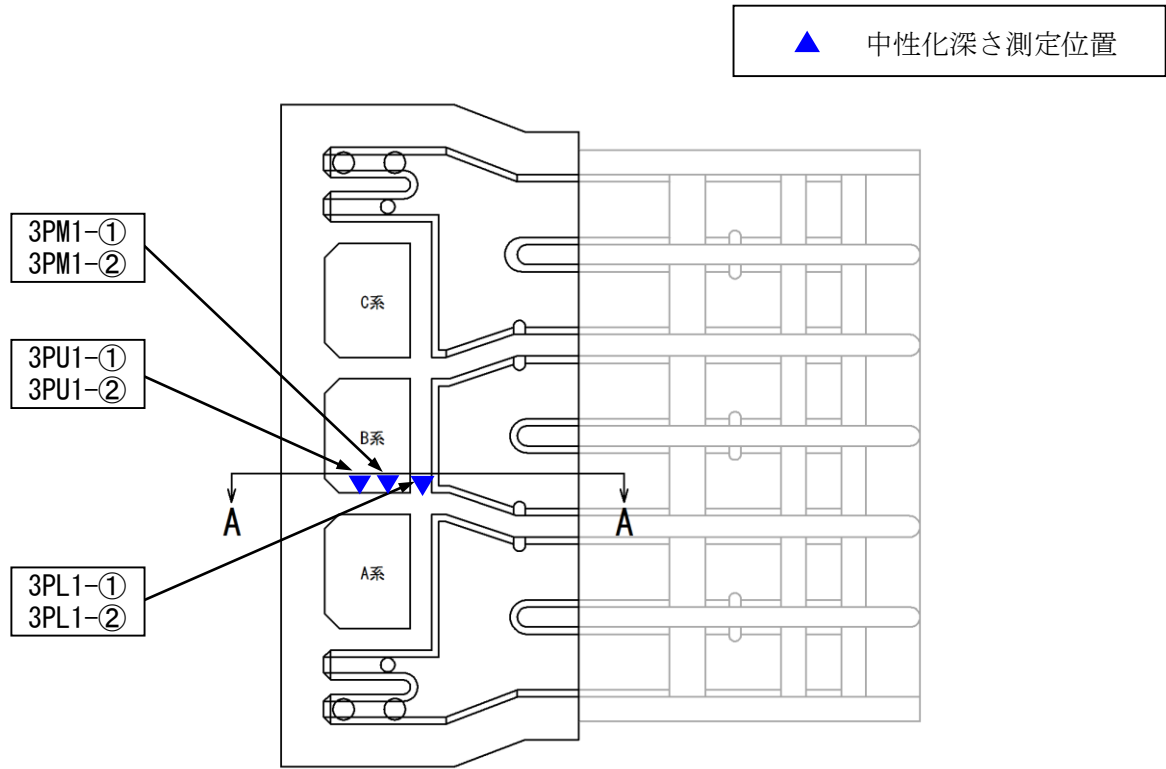 中性化深さ測定位置
3PM1-①
3PM1-②
C系
3PU1-①
3PU1-②
B系
A
A
A系
3PL1-①
3PL1-②